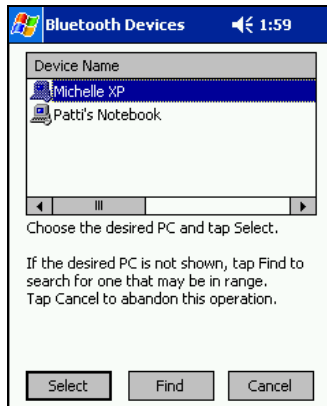 Bluetooth Devices 1:59
Device Name
Michelle XP
Patti's Notebook
Choose the desired PC and tap Select.
If the desired PC is not shown, tap Find to
search for one that may be in range.
Tap Cancel to abandon this operation.
Select Find Cancel